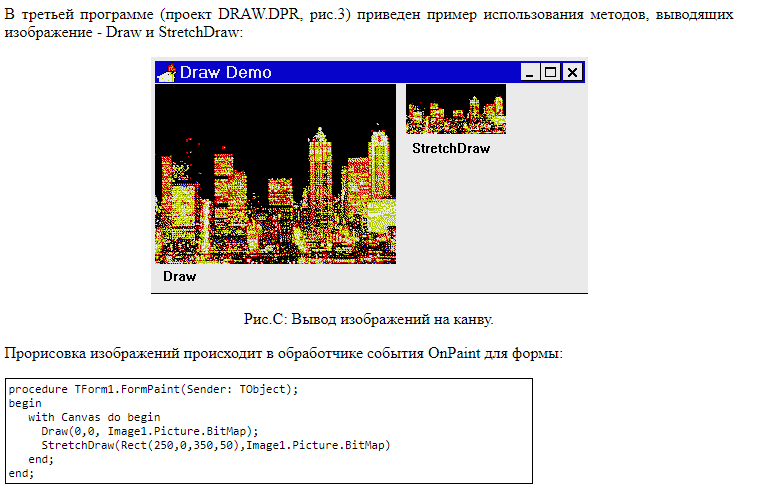 В третьей программе (проект DRAW.DPR, рис.3) приведен пример использования методов, выводящих
изображение - Draw и StretchDraw:
Draw Demo
StretchDraw
Draw
Рис.C: Вывод изображений на канву.
Прорисовка изображений происходит в обработчике события OnPaint для формы:
procedure TForm1.FormPaint(Sender: TObject);
begin
   with Canvas do begin
     Draw(0,0, Image1.Picture.BitMap);
     StretchDraw(Rect(250,0,350,50),Image1.Picture.BitMap)
   end;
end;